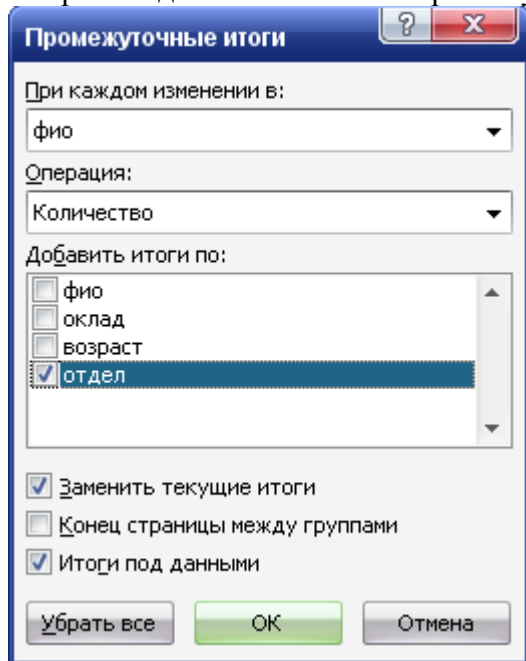 Промежуточные итоги
При каждом изменении в:
фио
Операция:
Количество
Добавить итоги по:
фио
оклад
возраст
отдел
Заменить текущие итоги
Конец страницы между группами
Итоги под данными
Убрать все ОК Отмена